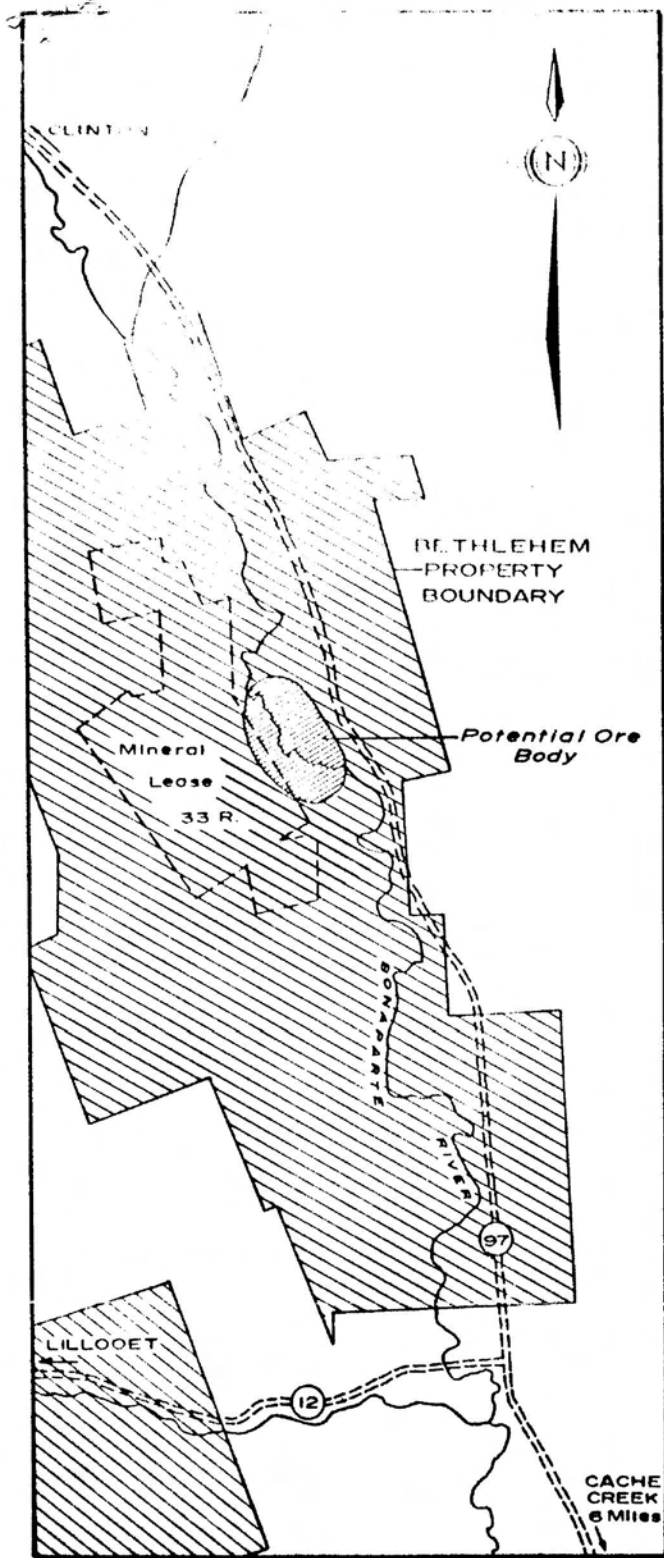 CLINTON
N
BETHLEHEM
PROPERTY
BOUNDARY
Potential Ore
Body
Mineral
Lease
33 R.
BONAPARTE
RIVER
97
LILLOOET
12
CACHE
CREEK
6 Miles